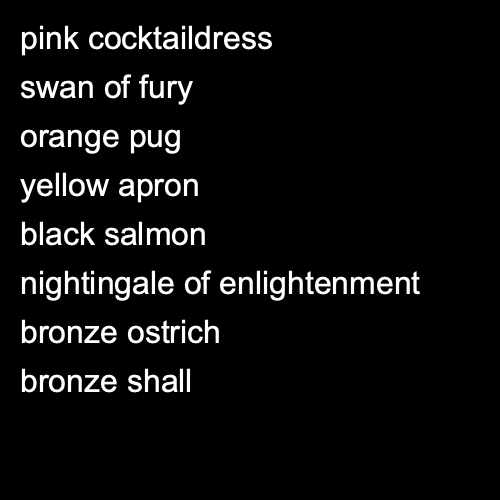 pink cocktaildress
swan of fury
orange pug
yellow apron
black salmon
nightingale of enlightenment
bronze ostrich
bronze shall